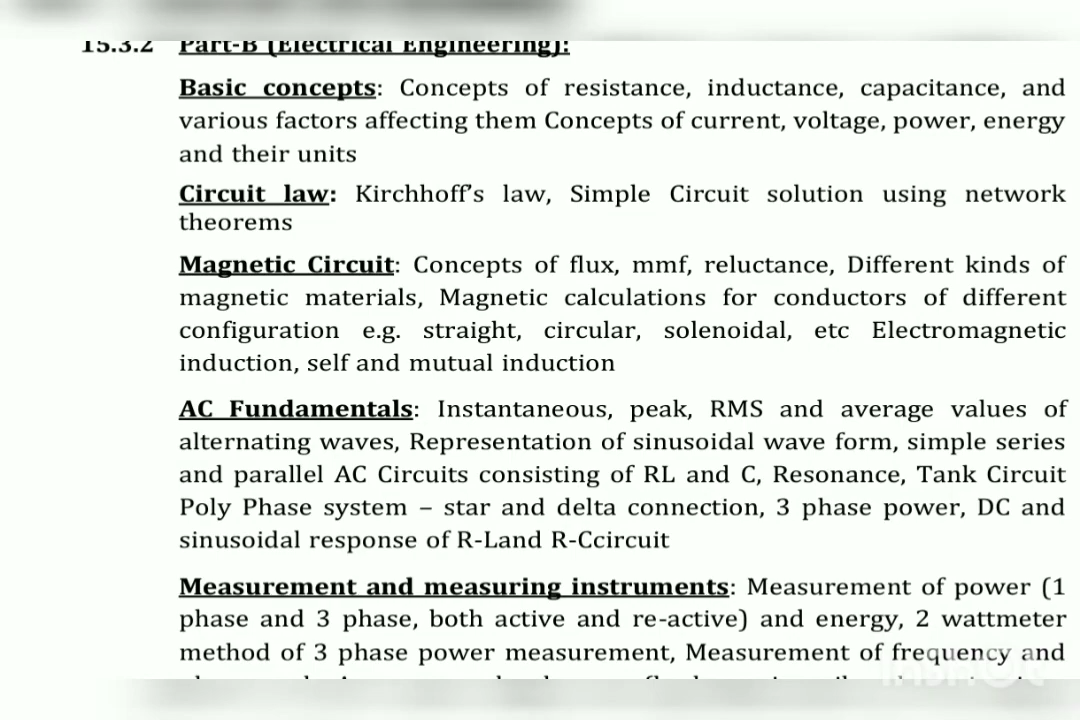 15.3.2 Part-B (Electrical Engineering):
Basic concepts: Concepts of resistance, inductance, capacitance, and
various factors affecting them Concepts of current, voltage, power, energy
and their units
Circuit law: Kirchhoff's law, Simple Circuit solution using network
theorems
Magnetic Circuit: Concepts of flux, mmf, reluctance, Different kinds of
magnetic materials, Magnetic calculations for conductors of different
configuration e.g. straight, circular, solenoidal, etc Electromagnetic
induction, self and mutual induction
AC Fundamentals: Instantaneous, peak, RMS and average values of
alternating waves, Representation of sinusoidal wave form, simple series
and parallel AC Circuits consisting of RL and C, Resonance, Tank Circuit
Poly Phase system – star and delta connection, 3 phase power, DC and
sinusoidal response of R-Land R-Ccircuit
Measurement and measuring instruments: Measurement of power (1
phase and 3 phase, both active and re-active) and energy, 2 wattmeter
method of 3 phase power measurement, Measurement of frequency and
INSHOT